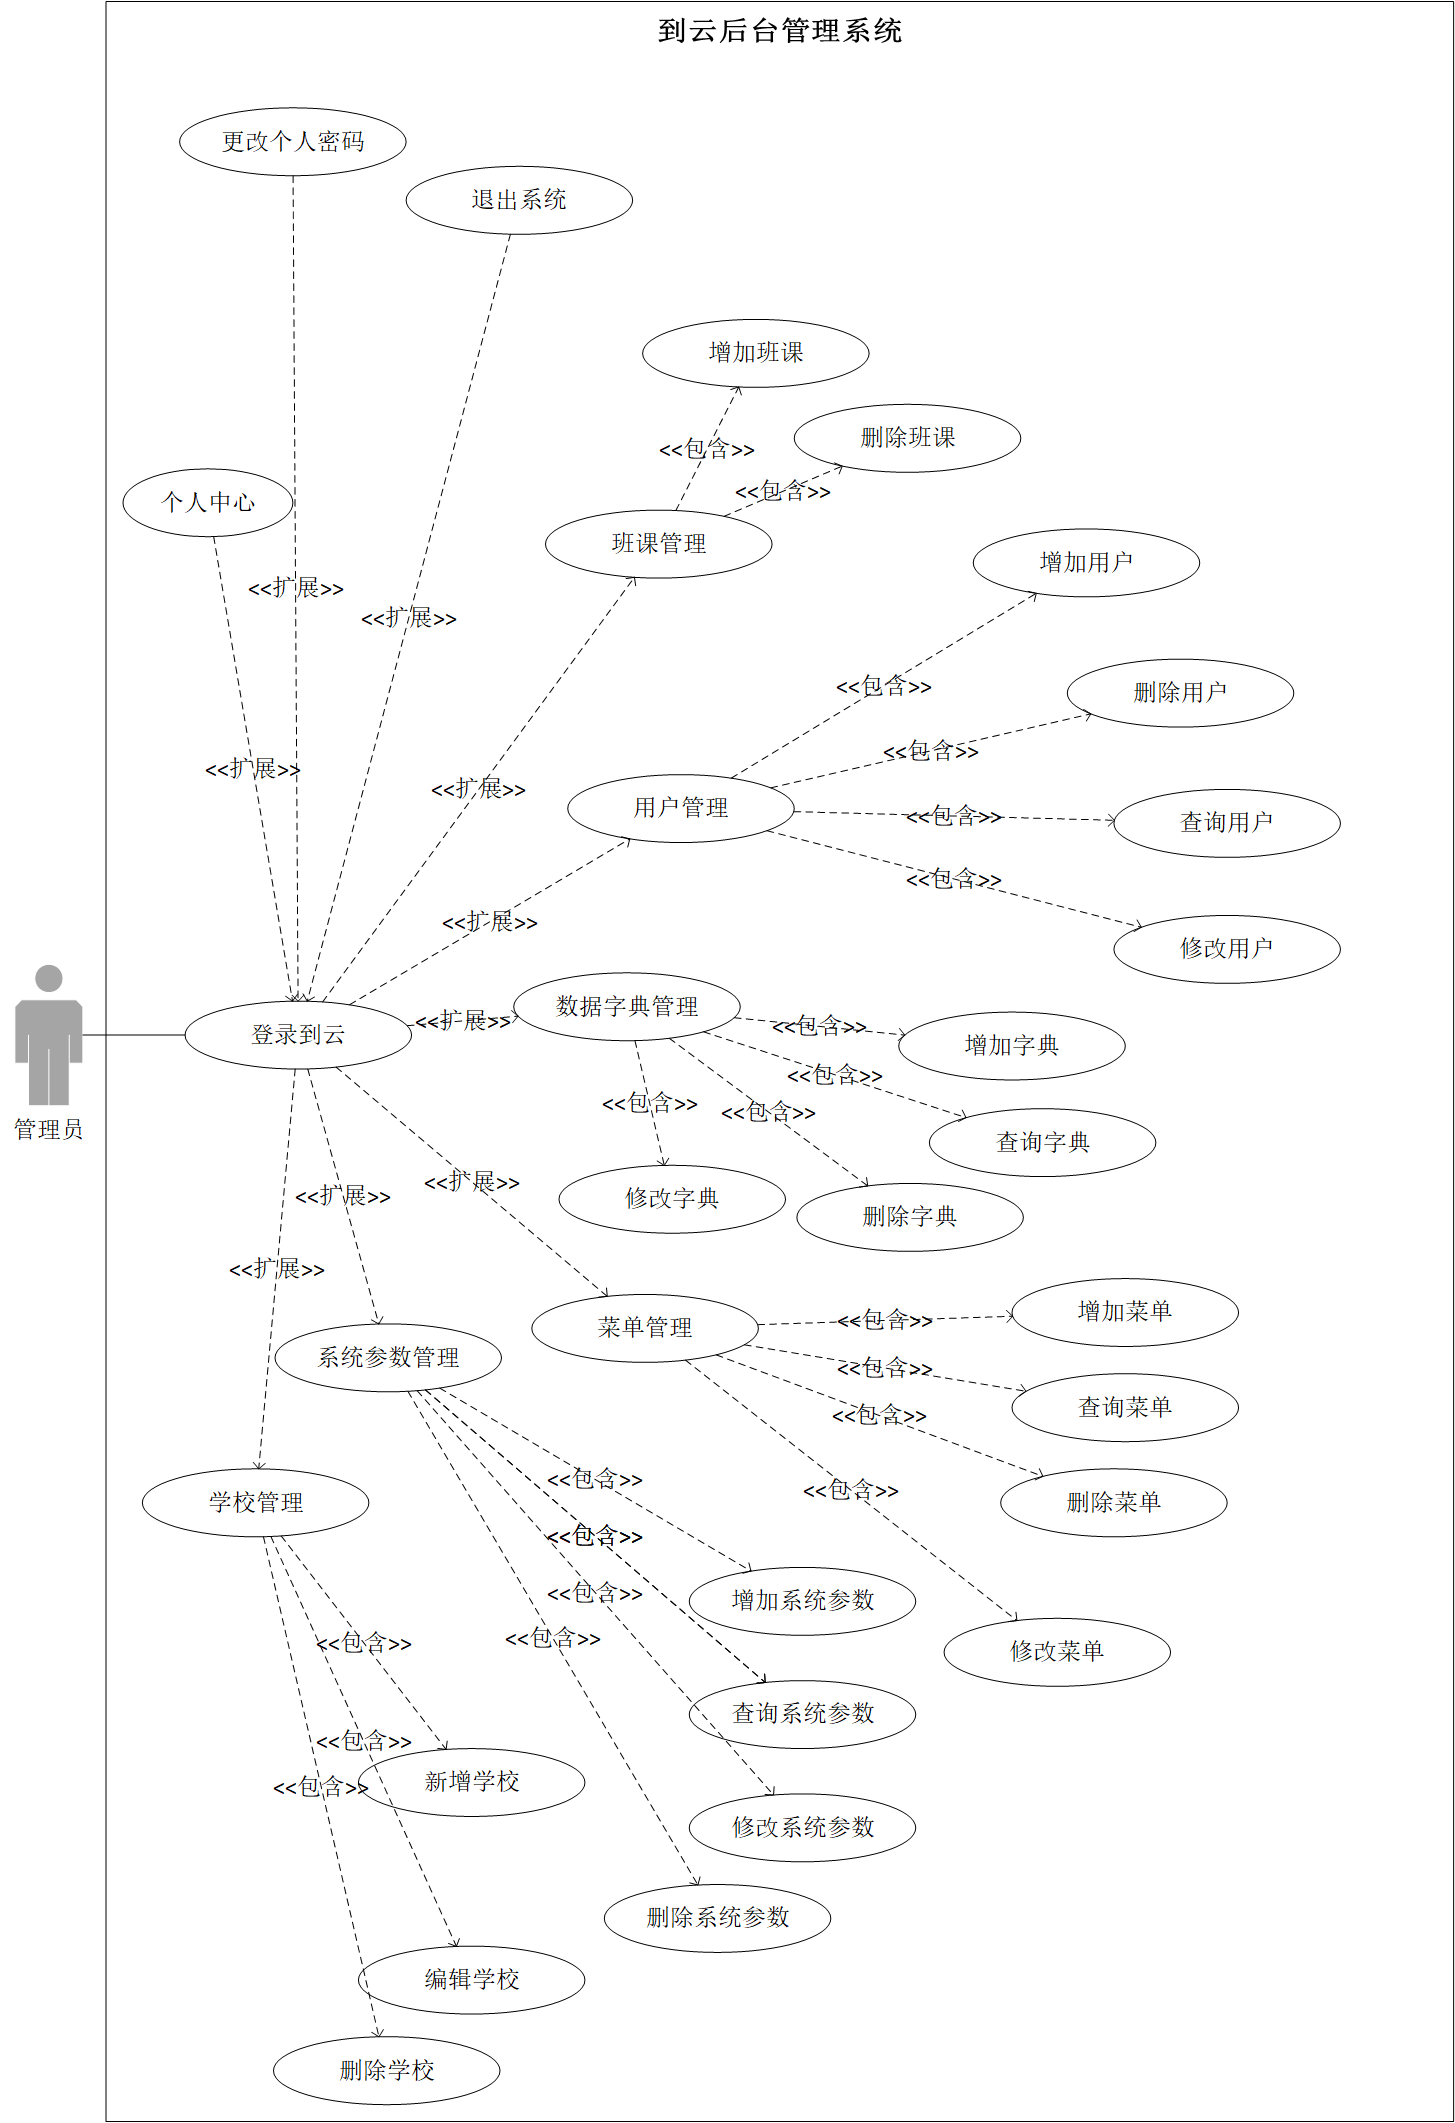 到云后台管理系统
更改个人密码
退出系统
增加班课
删除班课
<<包含>>
<<包含>>
个人中心
班课管理
增加用户
<<扩展>>
<<扩展>>
<<包含>>
删除用户
<<包含>>
<<扩展>>
<<扩展>>
用户管理
<<包含>>
查询用户
<<包含>>
<<扩展>>
修改用户
数据字典管理
<<扩展>>
<<包含>>
登录到云
增加字典
<<包含>>
<<包含>>
<<包含>>
管理员
查询字典
<<扩展>>
<<扩展>>
修改字典
删除字典
<<扩展>>
增加菜单
<<包含>>
菜单管理
系统参数管理
<<包含>>
查询菜单
<<包含>>
<<包含>>
<<包含>>
学校管理
删除菜单
<<包含>>
<<包含>>
增加系统参数
<<包含>>
<<包含>>
修改菜单
查询系统参数
<<包含>>
新增学校
<<包含>>
修改系统参数
删除系统参数
编辑学校
删除学校